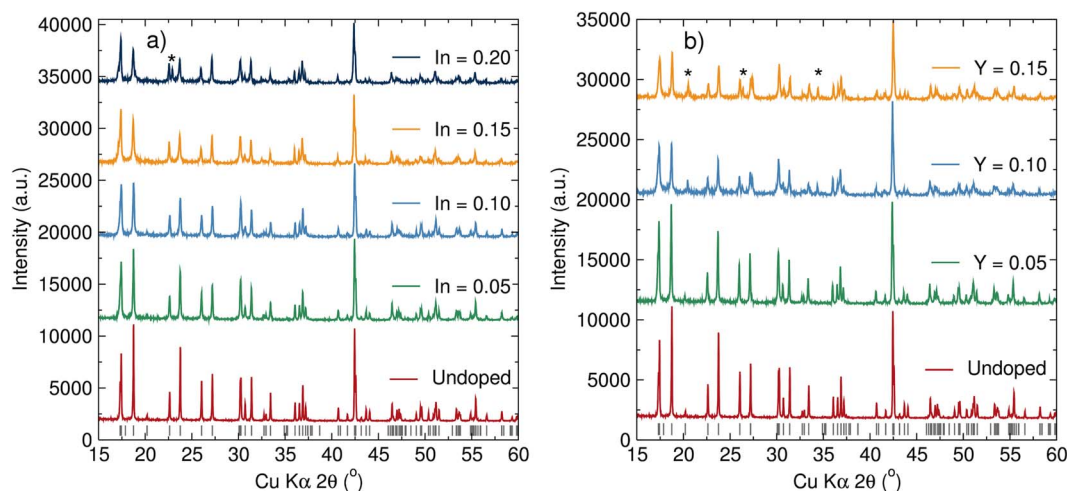 a)
*
In = 0.20
In = 0.15
In = 0.10
In = 0.05
Undoped
40000
35000
30000
25000
20000
15000
10000
5000
0
Intensity (a.u.)
15 20 25 30 35 40 45 50 55 60
Cu Kα 2θ (°)
b)
* * *
Y = 0.15
Y = 0.10
Y = 0.05
Undoped
35000
30000
25000
20000
15000
10000
5000
0
Intensity (a.u.)
15 20 25 30 35 40 45 50 55 60
Cu Kα 2θ (°)